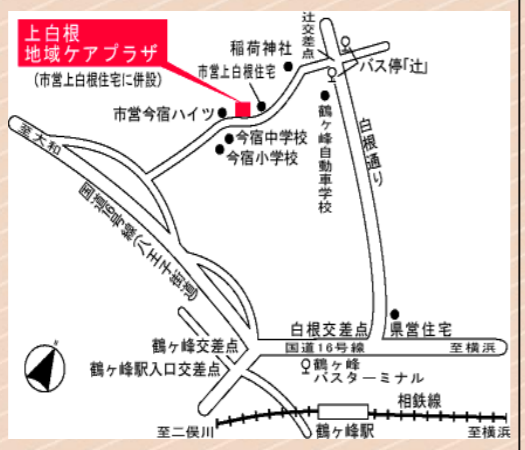 上白根
地域ケアプラザ
(市営上白根住宅に併設)
辻交差点
稲荷神社
市営上白根住宅
バス停「辻」
市営今宿ハイツ
今宿中学校
今宿小学校
鶴ヶ峰自動車学校
白根通り
至大和
国道16号線(八王子街道)
白根交差点
県営住宅
鶴ヶ峰交差点
国道16号線
至横浜
鶴ヶ峰駅入口交差点
鶴ヶ峰
バスターミナル
N
相鉄線
至二俣川
鶴ヶ峰駅
至横浜